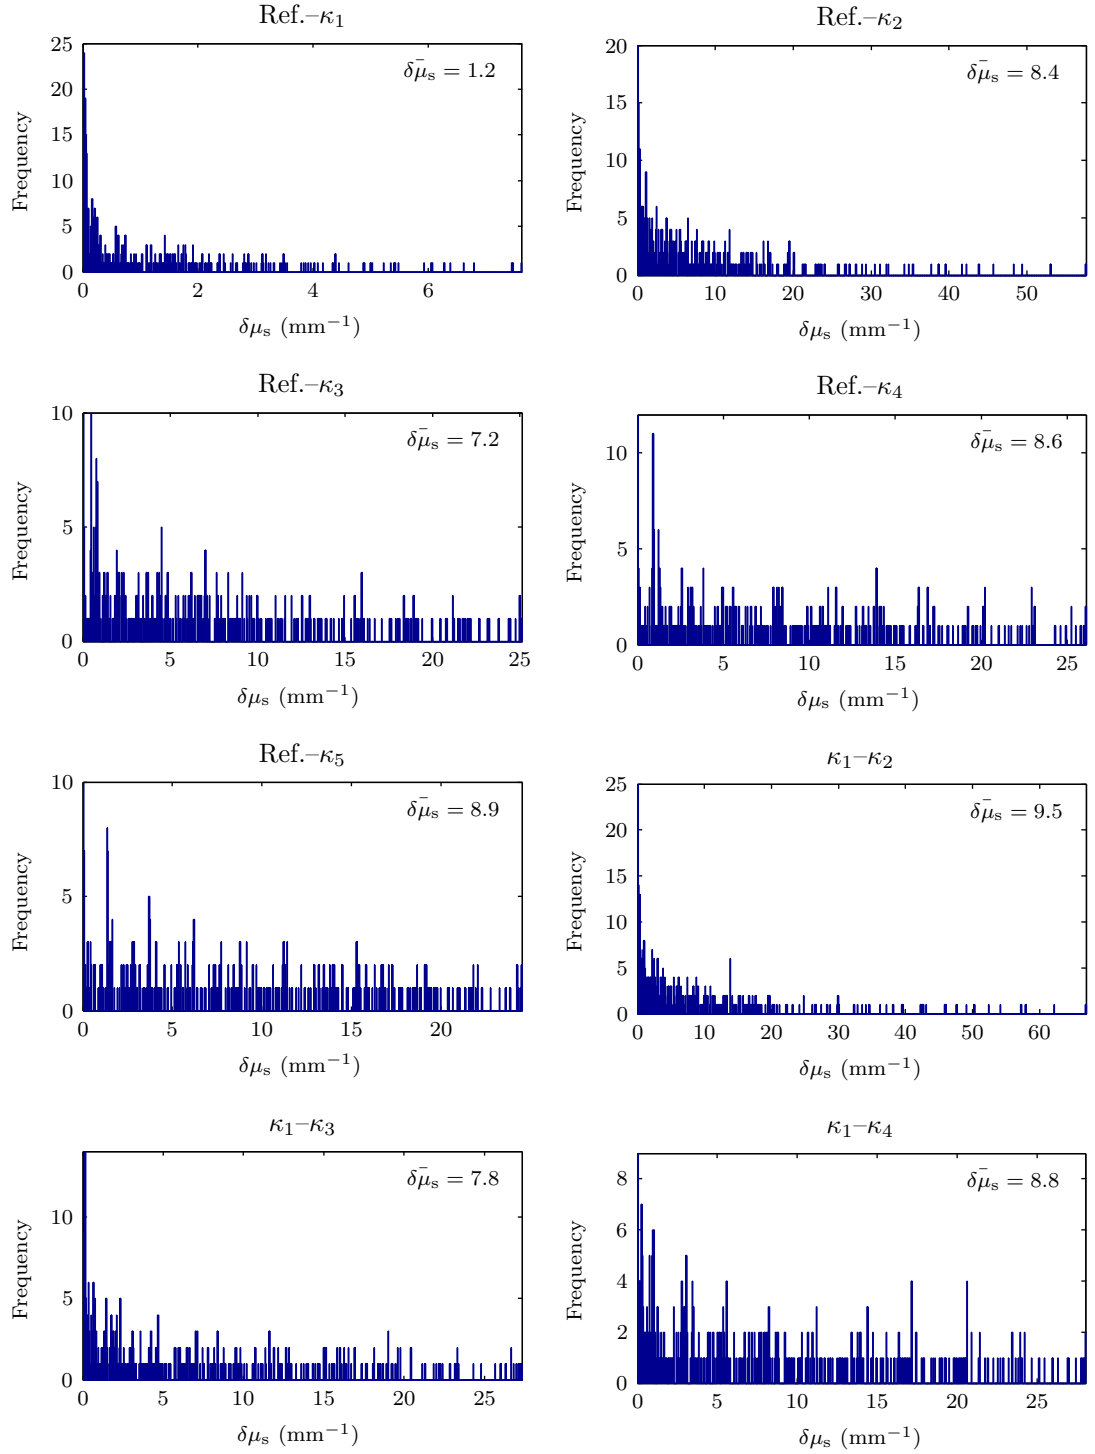 Ref.–κ₁
δμ̄ₛ = 1.2
Frequency
25
20
15
10
5
0
0 2 4 6
δμₛ (mm⁻¹)
Ref.–κ₂
δμ̄ₛ = 8.4
Frequency
20
15
10
5
0
0 10 20 30 40 50
δμₛ (mm⁻¹)
Ref.–κ₃
δμ̄ₛ = 7.2
Frequency
10
5
0
0 5 10 15 20 25
δμₛ (mm⁻¹)
Ref.–κ₄
δμ̄ₛ = 8.6
Frequency
10
5
0
0 5 10 15 20 25
δμₛ (mm⁻¹)
Ref.–κ₅
δμ̄ₛ = 8.9
Frequency
10
5
0
0 5 10 15 20
δμₛ (mm⁻¹)
κ₁–κ₂
δμ̄ₛ = 9.5
Frequency
25
20
15
10
5
0
0 10 20 30 40 50 60
δμₛ (mm⁻¹)
κ₁–κ₃
δμ̄ₛ = 7.8
Frequency
10
5
0
0 5 10 15 20 25
δμₛ (mm⁻¹)
κ₁–κ₄
δμ̄ₛ = 8.8
Frequency
8
6
4
2
0
0 5 10 15 20 25
δμₛ (mm⁻¹)